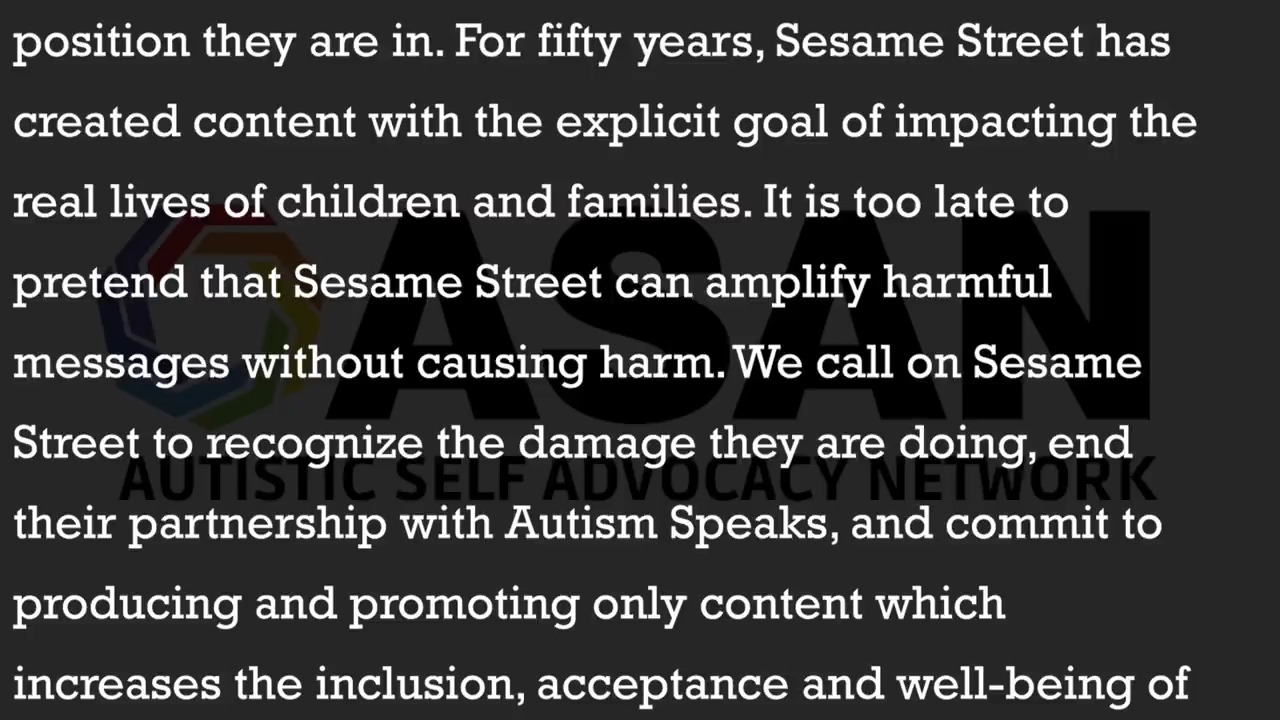 position they are in. For fifty years, Sesame Street has
created content with the explicit goal of impacting the
real lives of children and families. It is too late to
pretend that Sesame Street can amplify harmful
messages without causing harm. We call on Sesame
Street to recognize the damage they are doing, end
their partnership with Autism Speaks, and commit to
producing and promoting only content which
increases the inclusion, acceptance and well-being of
ASAN
AUTISTIC SELF ADVOCACY NETWORK